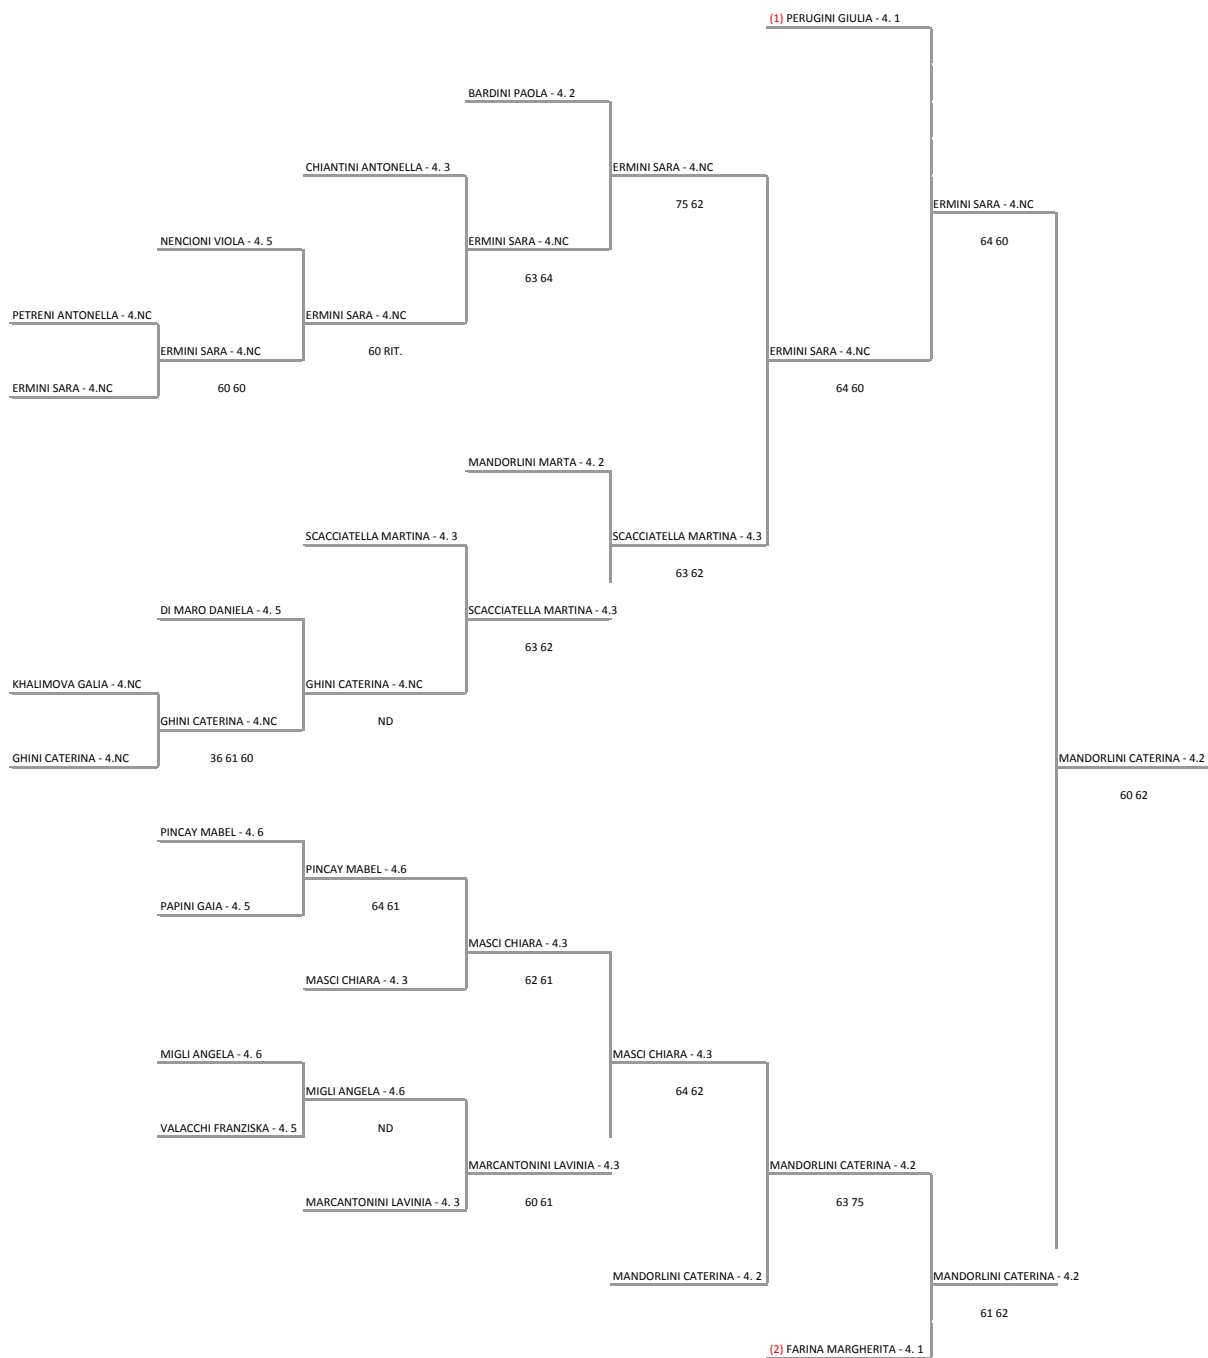 (1) PERUGINI GIULIA - 4. 1
BARDINI PAOLA - 4. 2
CHIANTINI ANTONELLA - 4. 3
ERMINI SARA - 4.NC
75 62
ERMINI SARA - 4.NC
NENCIONI VIOLA - 4. 5
ERMINI SARA - 4.NC
64 60
63 64
PETRENI ANTONELLA - 4.NC
ERMINI SARA - 4.NC
ERMINI SARA - 4.NC
60 RIT.
ERMINI SARA - 4.NC
ERMINI SARA - 4.NC
60 60
64 60
MANDORLINI MARTA - 4. 2
SCACCIATELLA MARTINA - 4. 3
SCACCIATELLA MARTINA - 4.3
63 62
DI MARO DANIELA - 4. 5
SCACCIATELLA MARTINA - 4.3
63 62
KHALIMOVA GALIA - 4.NC
GHINI CATERINA - 4.NC
GHINI CATERINA - 4.NC
ND
GHINI CATERINA - 4.NC
36 61 60
MANDORLINI CATERINA - 4.2
60 62
PINCAY MABEL - 4. 6
PINCAY MABEL - 4.6
PAPINI GAIA - 4. 5
64 61
MASCI CHIARA - 4.3
MASCI CHIARA - 4. 3
62 61
MIGLI ANGELA - 4. 6
MASCI CHIARA - 4.3
MIGLI ANGELA - 4.6
64 62
VALACCHI FRANZISKA - 4. 5
ND
MARCANTONINI LAVINIA - 4.3
MANDORLINI CATERINA - 4.2
MARCANTONINI LAVINIA - 4. 3
60 61
63 75
MANDORLINI CATERINA - 4. 2
MANDORLINI CATERINA - 4.2
61 62
(2) FARINA MARGHERITA - 4. 1